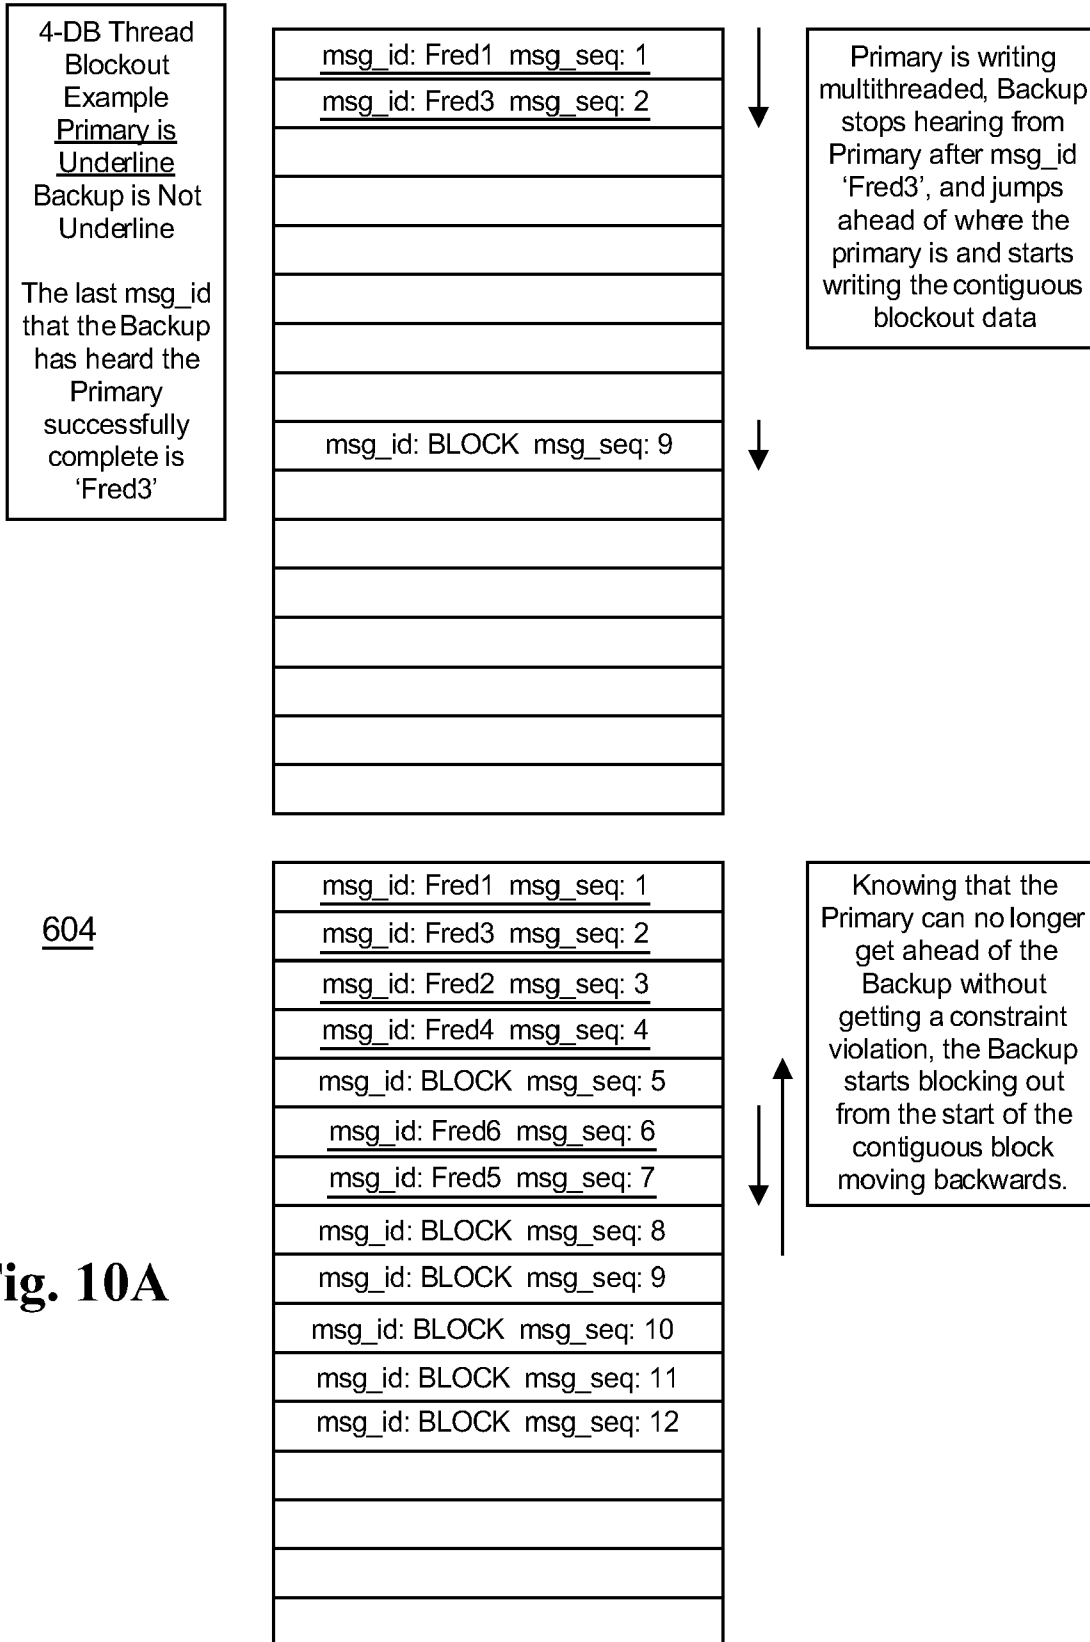 4-DB Thread
Blockout
Example
Primary is
Underline
Backup is Not
Underline
The last msg_id
that the Backup
has heard the
Primary
successfully
complete is
‘Fred3’
msg_id: Fred1 msg_seq: 1
msg_id: Fred3 msg_seq: 2
msg_id: BLOCK msg_seq: 9
Primary is writing
multithreaded, Backup
stops hearing from
Primary after msg_id
‘Fred3’, and jumps
ahead of where the
primary is and starts
writing the contiguous
blockout data
604
msg_id: Fred1 msg_seq: 1
msg_id: Fred3 msg_seq: 2
msg_id: Fred2 msg_seq: 3
msg_id: Fred4 msg_seq: 4
msg_id: BLOCK msg_seq: 5
msg_id: Fred6 msg_seq: 6
msg_id: Fred5 msg_seq: 7
msg_id: BLOCK msg_seq: 8
msg_id: BLOCK msg_seq: 9
msg_id: BLOCK msg_seq: 10
msg_id: BLOCK msg_seq: 11
msg_id: BLOCK msg_seq: 12
Knowing that the
Primary can no longer
get ahead of the
Backup without
getting a constraint
violation, the Backup
starts blocking out
from the start of the
contiguous block
moving backwards.
ig. 10A